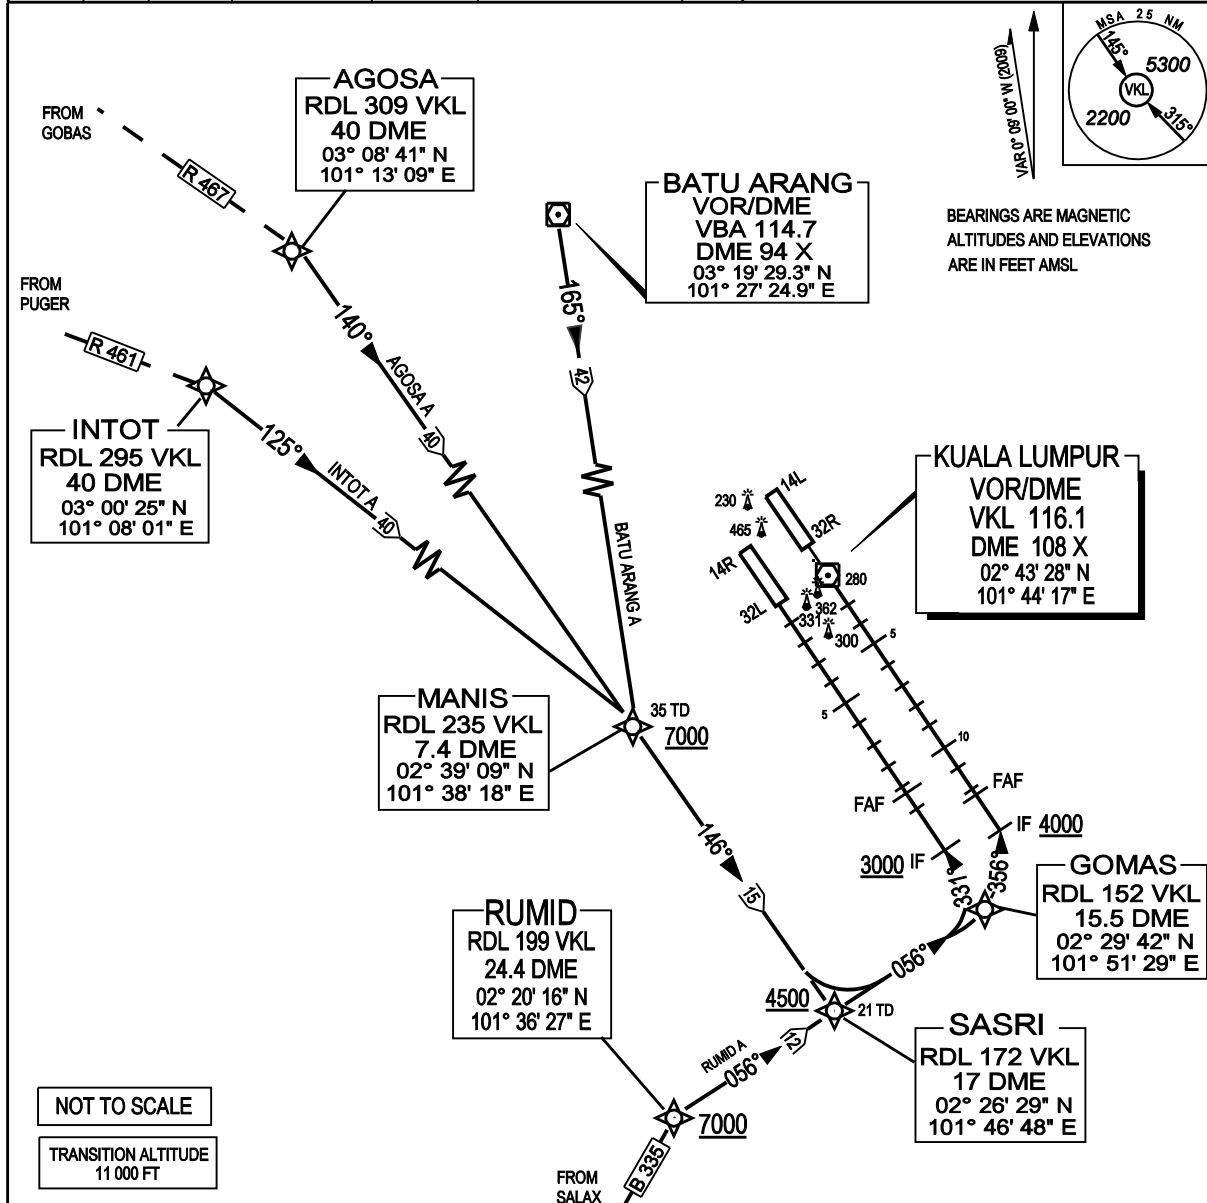 MSA 25 NM
145°
5300
VKL
2200
315°
VAR 0° 09' 00" W (2009)
BEARINGS ARE MAGNETIC
ALTITUDES AND ELEVATIONS
ARE IN FEET AMSL
FROM
GOBAS
R 467
AGOSA
RDL 309 VKL
40 DME
03° 08' 41" N
101° 13' 09" E
BATU ARANG
VOR/DME
VBA 114.7
DME 94 X
03° 19' 29.3" N
101° 27' 24.9" E
FROM
PUGER
R 461
140°
AGOSA A
40
165°
42
BATU ARANG A
INTOT
RDL 295 VKL
40 DME
03° 00' 25" N
101° 08' 01" E
125°
INTOT A
40
KUALA LUMPUR
VOR/DME
VKL 116.1
DME 108 X
02° 43' 28" N
101° 44' 17" E
230
14L
465
32R
14R
280
32L
362
331
300
5
5
10
MANIS
RDL 235 VKL
7.4 DME
02° 39' 09" N
101° 38' 18" E
35 TD
7000
FAF
FAF
IF 4000
3000 IF
146°
15
331°
356°
GOMAS
RDL 152 VKL
15.5 DME
02° 29' 42" N
101° 51' 29" E
RUMID
RDL 199 VKL
24.4 DME
02° 20' 16" N
101° 36' 27" E
056°
4500
21 TD
SASRI
RDL 172 VKL
17 DME
02° 26' 29" N
101° 46' 48" E
RUMID A
056°
12
7000
B 335
FROM
SALAX
NOT TO SCALE
TRANSITION ALTITUDE
11 000 FT